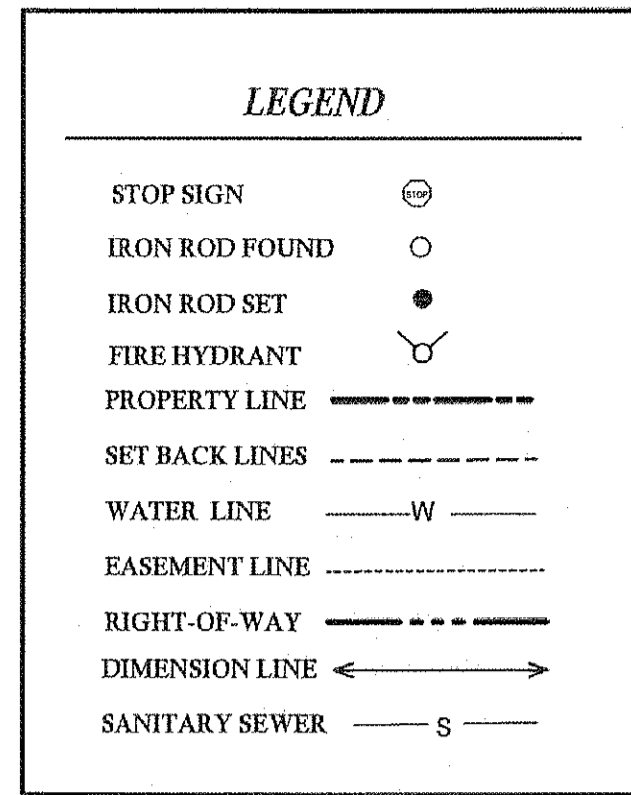 LEGEND
STOP SIGN STOP
IRON ROD FOUND
IRON ROD SET
FIRE HYDRANT
PROPERTY LINE
SET BACK LINES
WATER LINE W
EASEMENT LINE
RIGHT-OF-WAY
DIMENSION LINE
SANITARY SEWER S